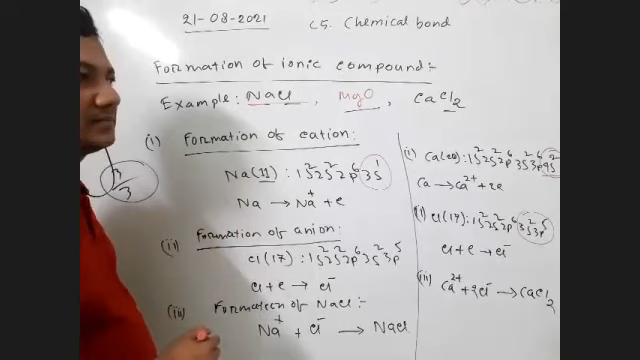 21-08-2021 C5. Chemical bond
Formation of ionic compound:-
Example: NaCl, MgO, CaCl₂
(i) Formation of cation:
Na(11): 1s² 2s² 2p⁶ 3s¹
Na → Na⁺ + e
(ii) Formation of anion:
Cl(17): 1s² 2s² 2p⁶ 3s² 3p⁵
Cl + e → Cl⁻
(iii) Formation of NaCl:-
Na⁺ + Cl⁻ → NaCl
(i) Ca(20): 1s² 2s² 2p⁶ 3s² 3p⁶ 4s²
Ca → Ca²⁺ + 2e
(i) Cl(17): 1s² 2s² 2p⁶ 3s² 3p⁵
Cl + e → Cl⁻
(iii) Ca²⁺ + 2Cl⁻ → CaCl₂